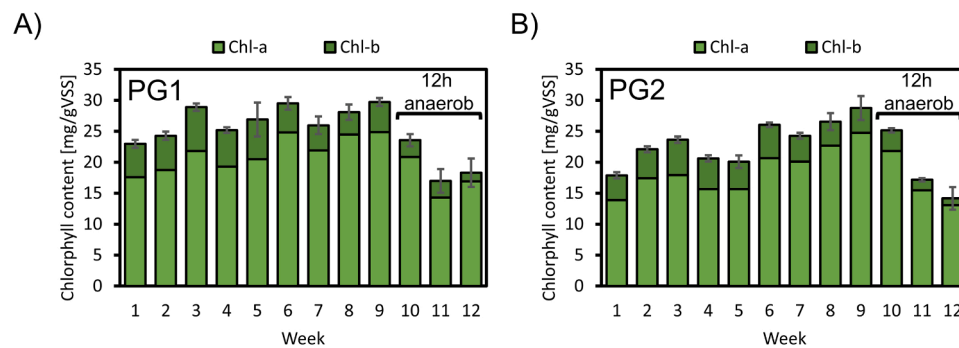 A)
Chl-a Chl-b
PG1
12h
anaerob
Chlorophyll content [mg/gVSS]
35
30
25
20
15
10
5
0
1 2 3 4 5 6 7 8 9 10 11 12
Week
B)
Chl-a Chl-b
PG2
12h
anaerob
Chlorophyll content [mg/gVSS]
35
30
25
20
15
10
5
0
1 2 3 4 5 6 7 8 9 10 11 12
Week